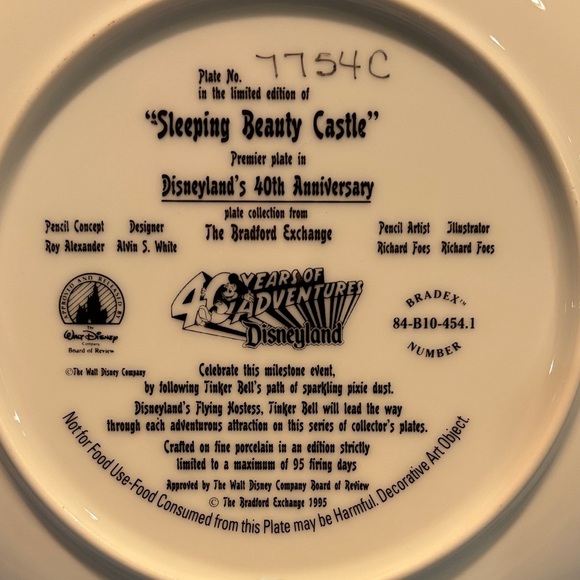 Plate No. 7754C
in the limited edition of
“Sleeping Beauty Castle”
Premier plate in
Disneyland's 40th Anniversary
plate collection from
The Bradford Exchange
Pencil Concept
Roy Alexander
Designer
Alvin S. White
Pencil Artist
Richard Foes
Illustrator
Richard Foes
APPROVED AND RELEASED BY
The
WALT DISNEY
Company
Board of Review
40 YEARS OF
ADVENTURES
Disneyland
BRADEX™
84-B10-454.1
NUMBER
©The Walt Disney Company
Celebrate this milestone event,
by following Tinker Bell's path of sparkling pixie dust.
Disneyland's Flying Hostess, Tinker Bell will lead the way
through each adventurous attraction on this series of collector's plates.
Crafted on fine porcelain in an edition strictly
limited to a maximum of 95 firing days
Approved by The Walt Disney Company Board of Review
© The Bradford Exchange 1995
Not for Food Use-Food Consumed from this Plate may be Harmful. Decorative Art Object.